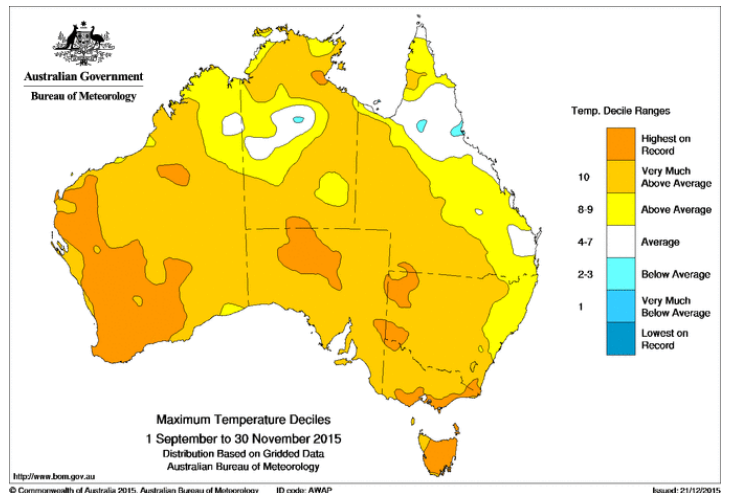 Australian Government
Bureau of Meteorology
Temp. Decile Ranges
Highest on
Record
10
Very Much
Above Average
8-9
Above Average
4-7
Average
2-3
Below Average
1
Very Much
Below Average
Lowest on
Record
Maximum Temperature Deciles
1 September to 30 November 2015
Distribution Based on Gridded Data
Australian Bureau of Meteorology
http://www.bom.gov.au
© Commonwealth of Australia 2015, Australian Bureau of Meteorology ID code: AWAP Issued: 21/12/2015